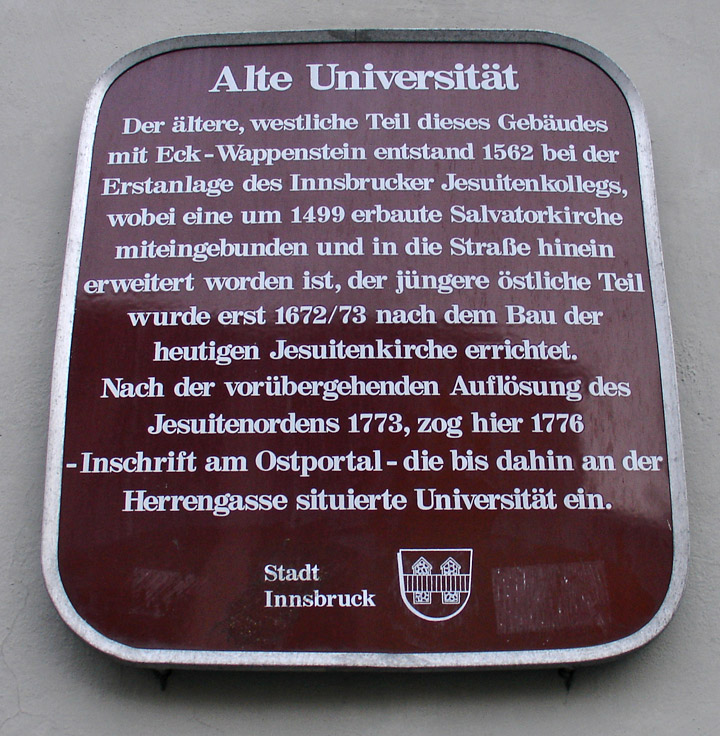 Alte Universität
Der ältere, westliche Teil dieses Gebäudes
mit Eck-Wappenstein entstand 1562 bei der
Erstanlage des Innsbrucker Jesuitenkollegs,
wobei eine um 1499 erbaute Salvatorkirche
miteingebunden und in die Straße hinein
erweitert worden ist, der jüngere östliche Teil
wurde erst 1672/73 nach dem Bau der
heutigen Jesuitenkirche errichtet.
Nach der vorübergehenden Auflösung des
Jesuitenordens 1773, zog hier 1776
-Inschrift am Ostportal-die bis dahin an der
Herrengasse situierte Universität ein.
Stadt
Innsbruck